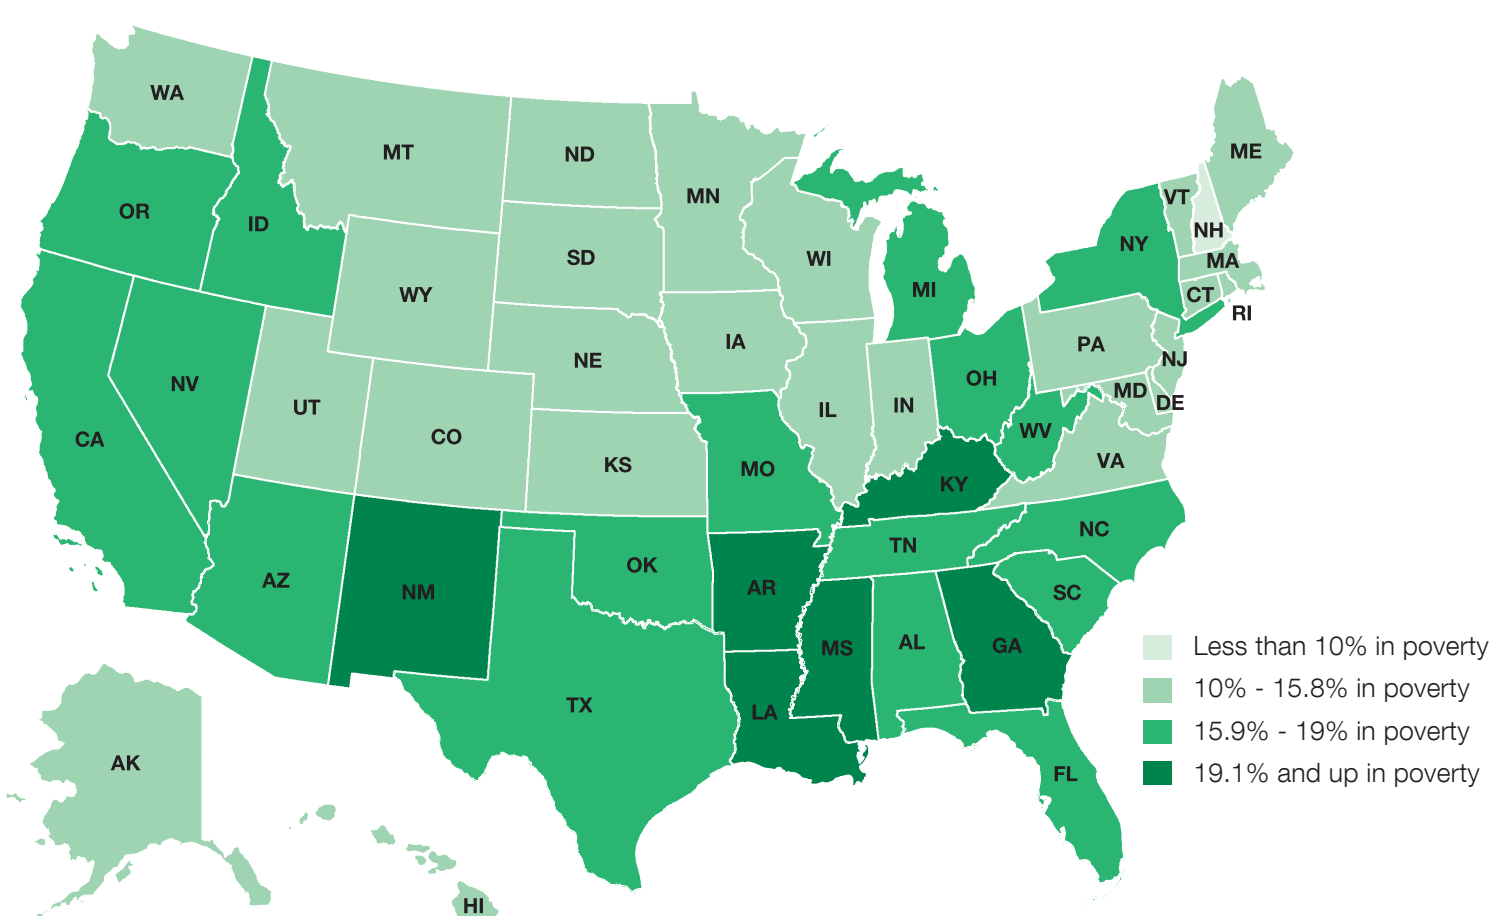 WA
MT
ND
MN
ME
VT
NH
OR
ID
NY
WI
SD
MA
WY
MI
CT
RI
IA
PA
NE
NJ
NV
UT
OH
MD
DE
IL
IN
CA
CO
WV
KS
MO
VA
KY
NC
TN
OK
AZ
NM
AR
SC
MS
AL
GA
TX
LA
FL
AK
HI
Less than 10% in poverty
10% - 15.8% in poverty
15.9% - 19% in poverty
19.1% and up in poverty